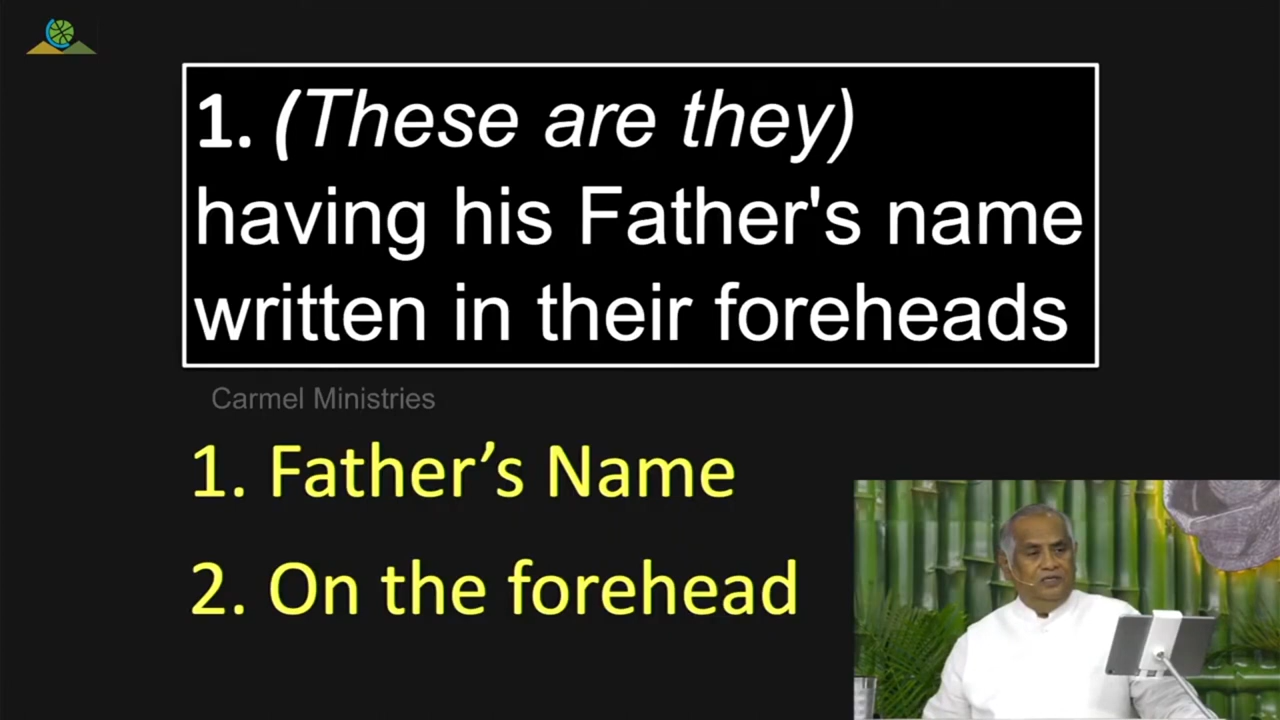 1. (These are they)
having his Father's name
written in their foreheads
Carmel Ministries
1. Father’s Name
2. On the forehead